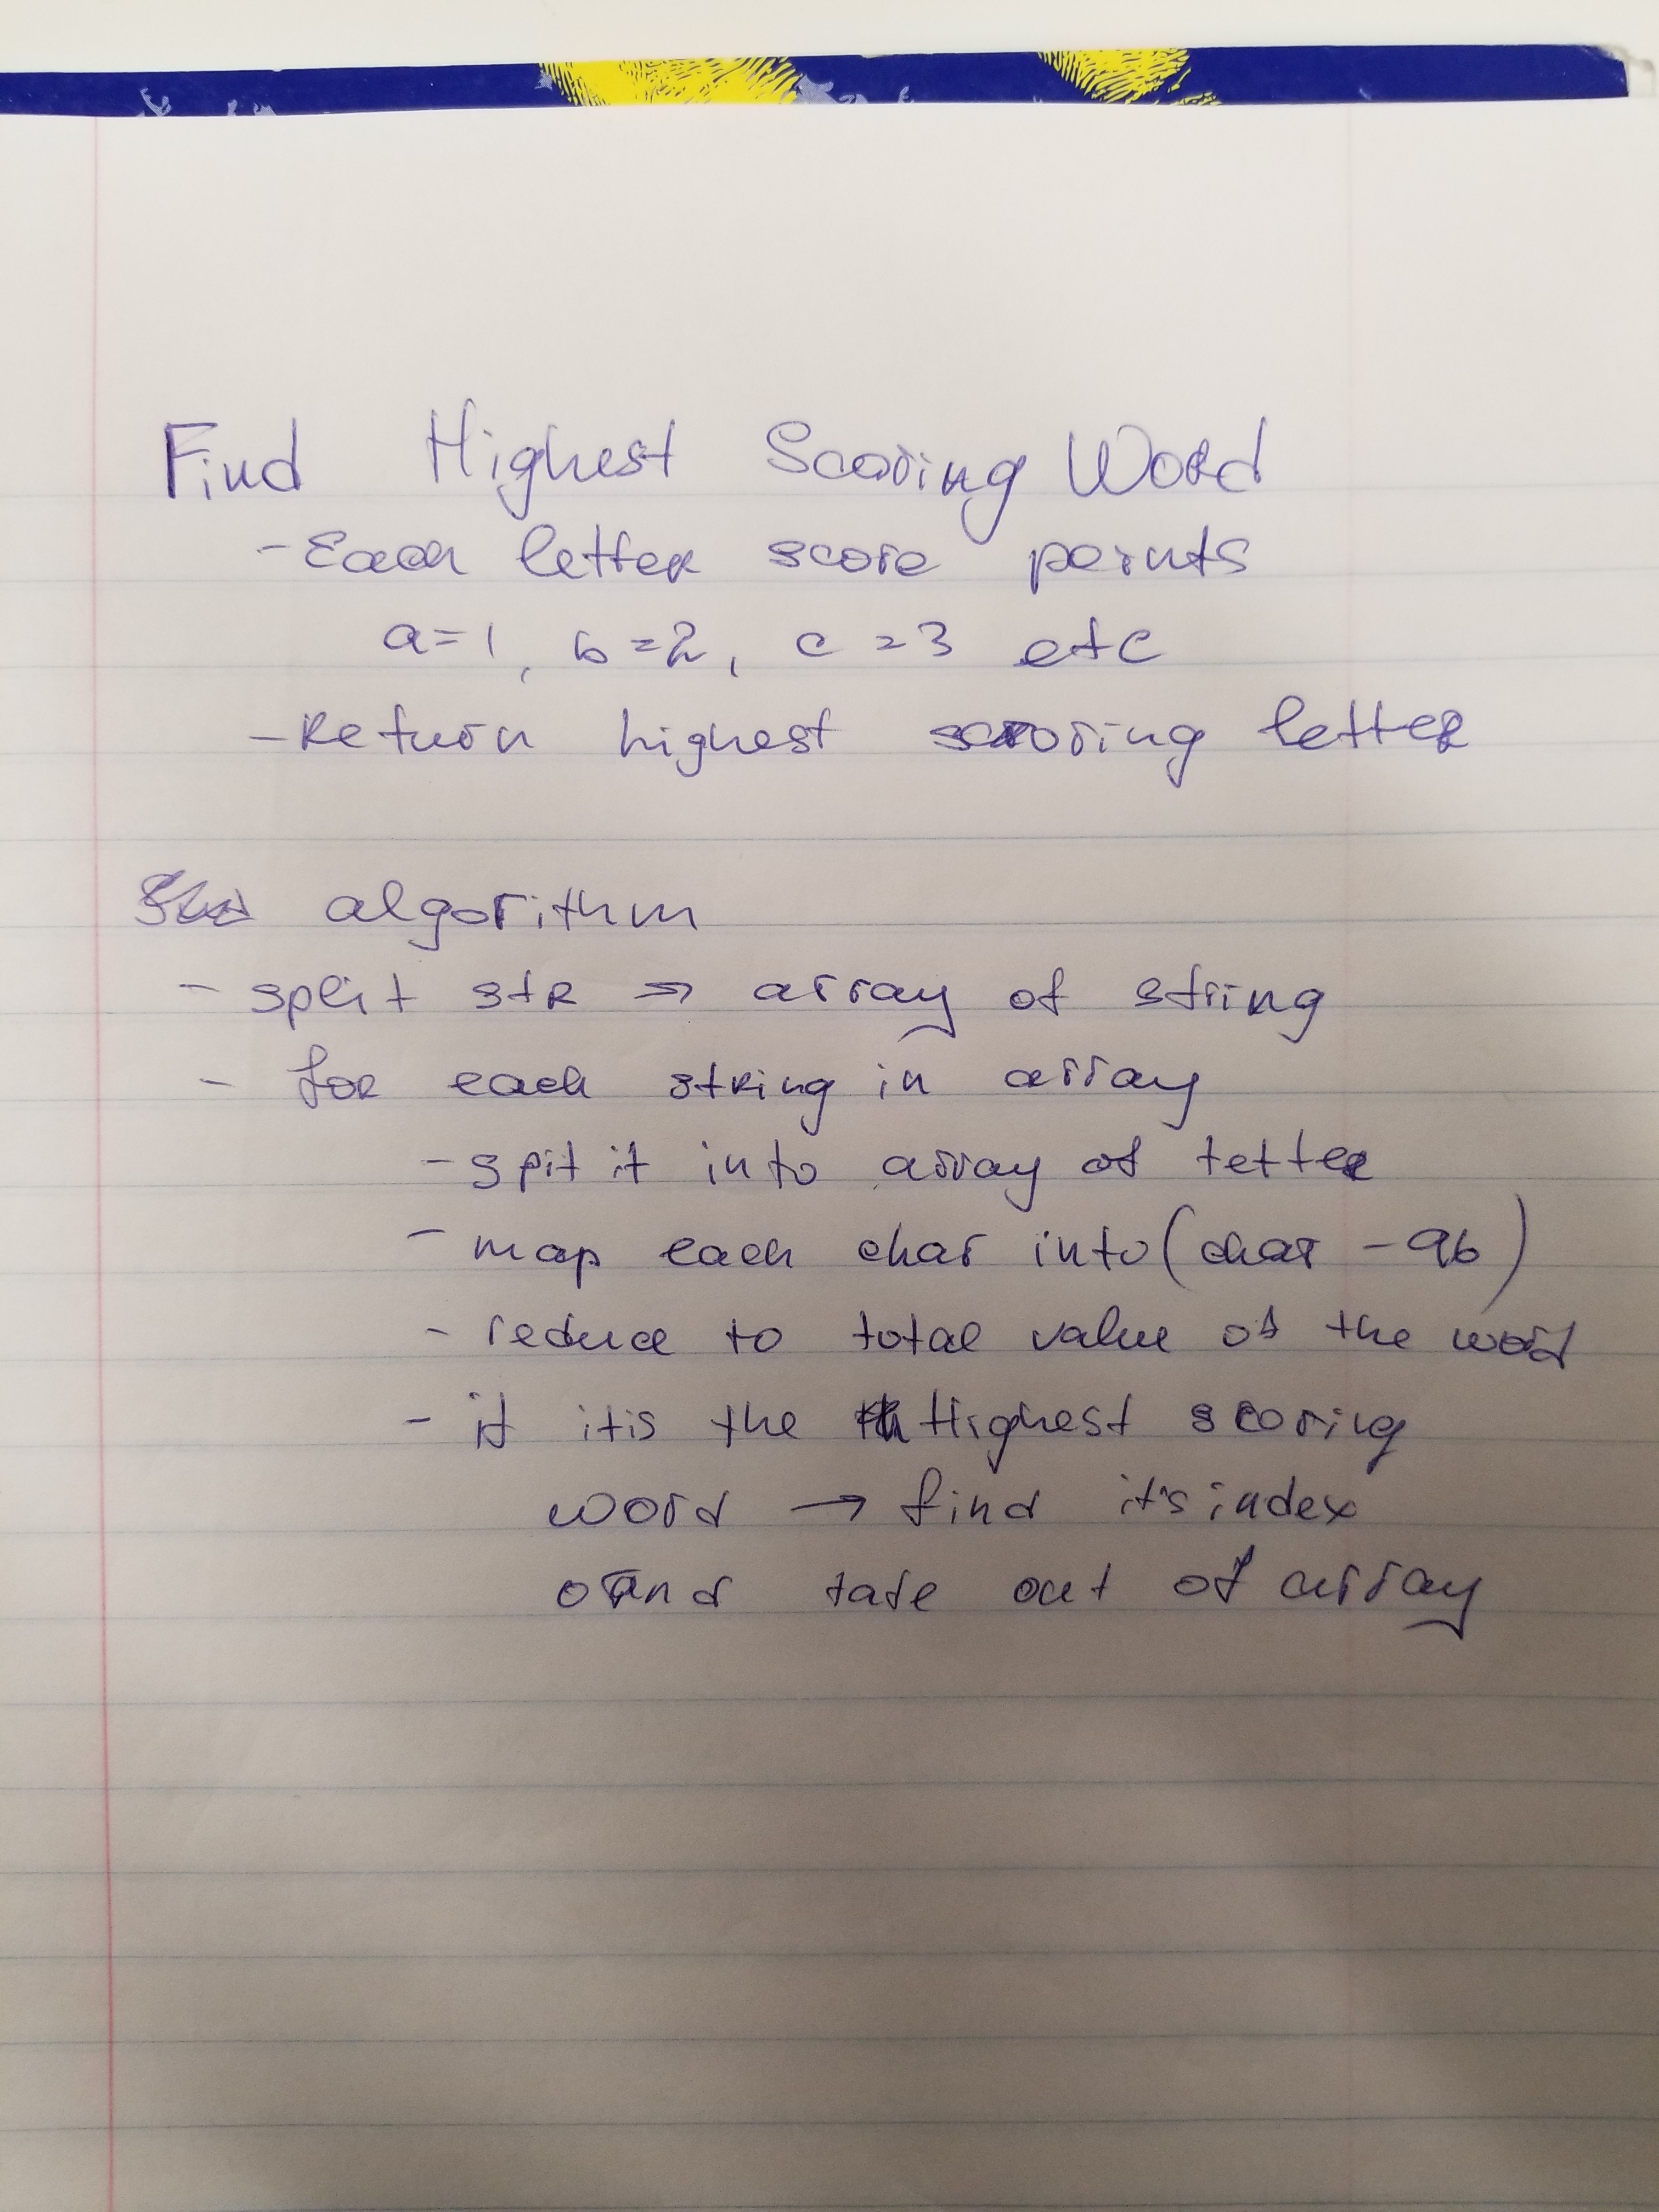 Find Highest Scoring Word
- Each letter score points
a=1, b=2, c=3 etc
- Return highest scoring letter
algorithm
- split str => array of string
- for each string in array
- spit it into array of letter
- map each char into (char - 96)
- reduce to total value of the word
- if it is the Highest scoring
word → find it's index
and take out of array